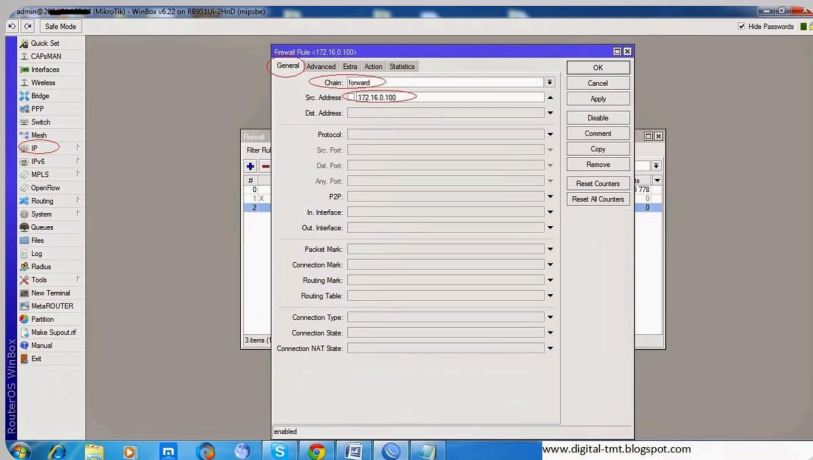 (MikroTik) - WinBox v6.22 on RB951Ui-2HnD (mipsbe)
Safe Mode
Hide Passwords
Quick Set
CAPsMAN
Interfaces
Wireless
Bridge
PPP
Switch
Mesh
IP
IPv6
MPLS
OpenFlow
Routing
System
Queues
Files
Log
Radius
Tools
New Terminal
MetaROUTER
Partition
Make Supout.rif
Manual
Exit
RouterOS WinBox
Firewall
Filter Rul
#
0
1 X
2
3 items (1
778
0
0
Firewall Rule <172.16.0.100>
General Advanced Extra Action Statistics
Chain: forward
Src. Address: 172.16.0.100
Dst. Address:
Protocol:
Src. Port:
Dst. Port:
Any. Port:
P2P:
In. Interface:
Out. Interface:
Packet Mark:
Connection Mark:
Routing Mark:
Routing Table:
Connection Type:
Connection State:
Connection NAT State:
enabled
OK
Cancel
Apply
Disable
Comment
Copy
Remove
Reset Counters
Reset All Counters
www.digital-tmt.blogspot.com